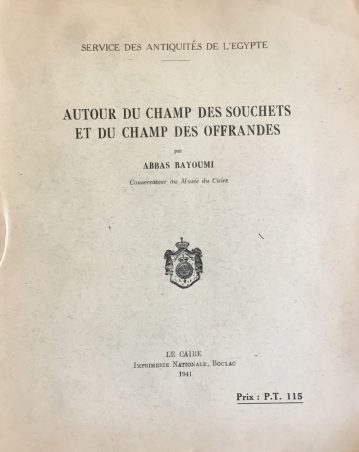 SERVICE DES ANTIQUITÉS DE L'EGYPTE
AUTOUR DU CHAMP DES SOUCHETS
ET DU CHAMP DES OFFRANDES
par
ABBAS BAYOUMI
Conservateur au Musée du Caire
LE CAIRE
IMPRIMERIE NATIONALE, BOULAC
1941
Prix : P.T. 115